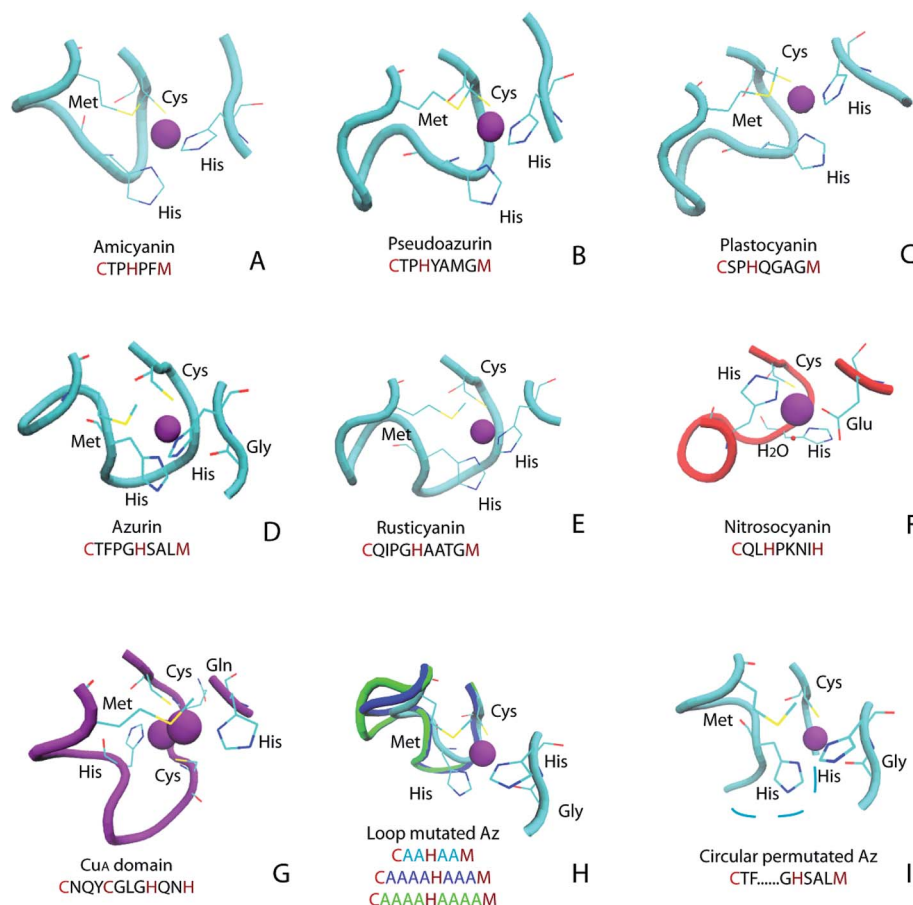 Met
Cys
His
His
Amicyanin
CTPHPFM
A
Met
Cys
His
His
Pseudoazurin
CTPHYAMGM
B
Cys
Met
His
His
Plastocyanin
CSPHQGAGM
C
Cys
Met
Gly
His
His
Azurin
CTFPGHSALM
D
Cys
Met
His
His
Rusticyanin
CQIPGHAATGM
E
Cys
His
Glu
H2O
His
Nitrosocyanin
CQLHPKNIH
F
Cys
Gln
Met
His
His
Cys
CuA domain
CNQYCGLGHQNH
G
Cys
Met
His
Gly
Loop mutated Az
CAAHAAM
CAAAAHAAAM
CAAAAHAAAAM
H
Cys
Met
Gly
His
His
Circular permutated Az
CTF......GHSALM
I